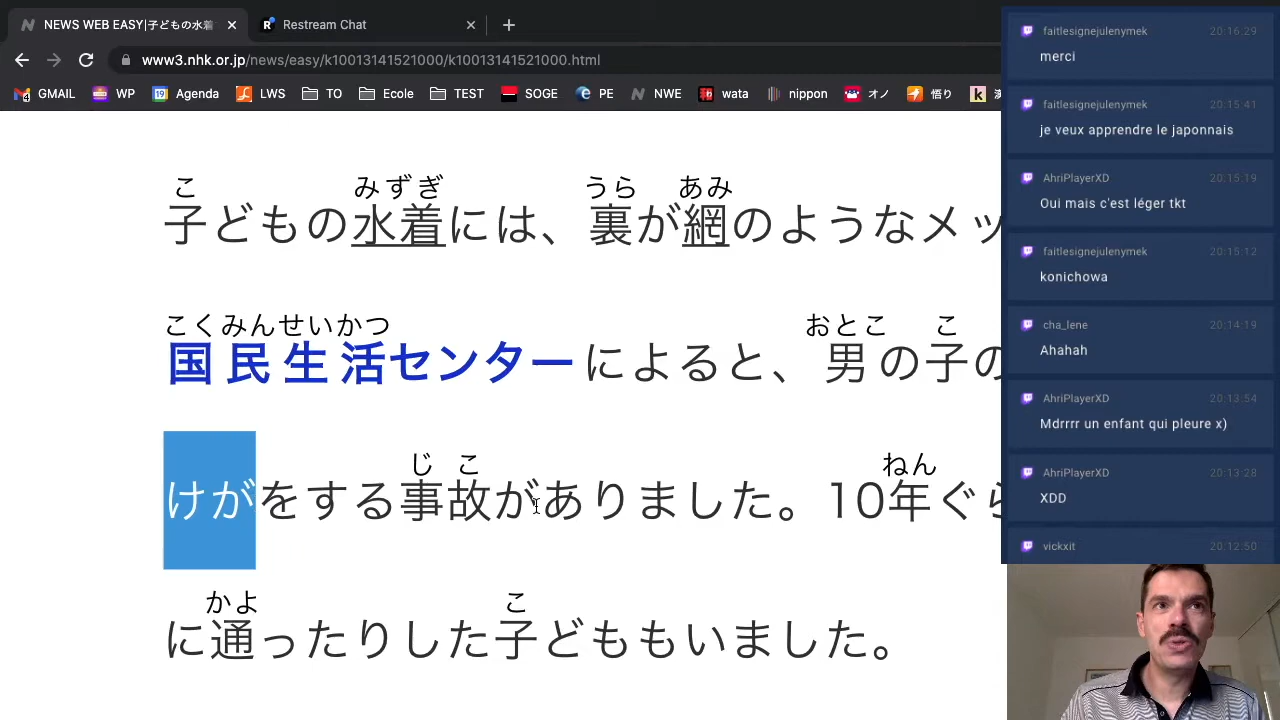 NEWS WEB EASY|子どもの水着
Restream Chat
www3.nhk.or.jp/news/easy/k10013141521000/k10013141521000.html
GMAIL WP Agenda LWS TO Ecole TEST SOGE PE NWE wata nippon オノ 悟り
こ みずぎ うら あみ
子どもの水着には、裏が網のようなメッ
こくみんせいかつ おとこ こ
国民生活センターによると、男の子の
じこ ねん
けがをする事故がありました。10年ぐら
かよ こ
に通ったりした子どももいました。
faitlesignejulenymek 20:16:29
merci
faitlesignejulenymek 20:15:41
je veux apprendre le japonnais
AhriPlayerXD 20:15:19
Oui mais c'est léger tkt
faitlesignejulenymek 20:15:12
konichowa
cha_lene 20:14:19
Ahahah
AhriPlayerXD 20:13:54
Mdrrrr un enfant qui pleure x)
AhriPlayerXD 20:13:28
XDD
vickxit 20:12:50